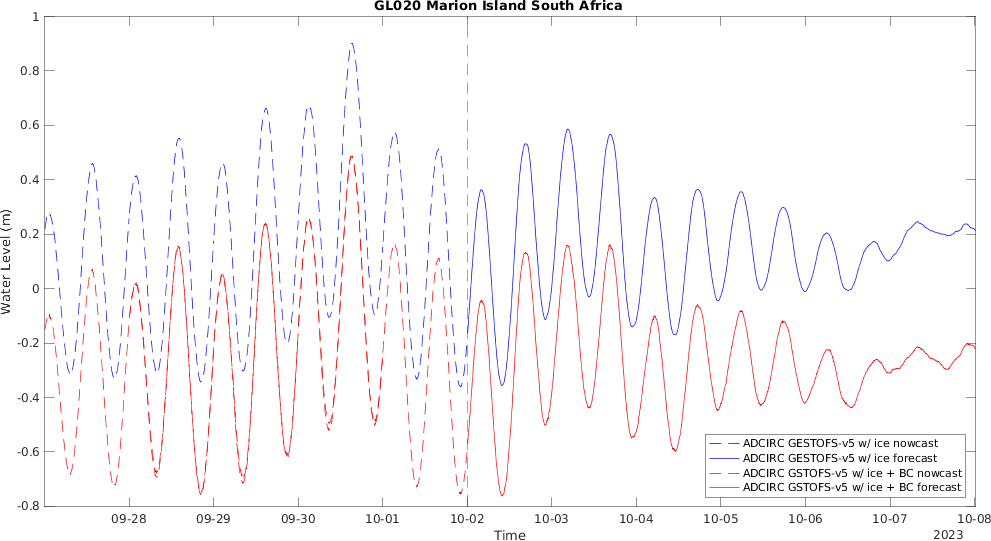 GL020 Marion Island South Africa
1
0.8
0.6
0.4
0.2
0
-0.2
-0.4
-0.6
-0.8
Water Level (m)
ADCIRC GESTOFS-v5 w/ ice nowcast
ADCIRC GESTOFS-v5 w/ ice forecast
ADCIRC GSTOFS-v5 w/ ice + BC nowcast
ADCIRC GSTOFS-v5 w/ ice + BC forecast
09-28 09-29 09-30 10-01 10-02 10-03 10-04 10-05 10-06 10-07 10-08
Time
2023